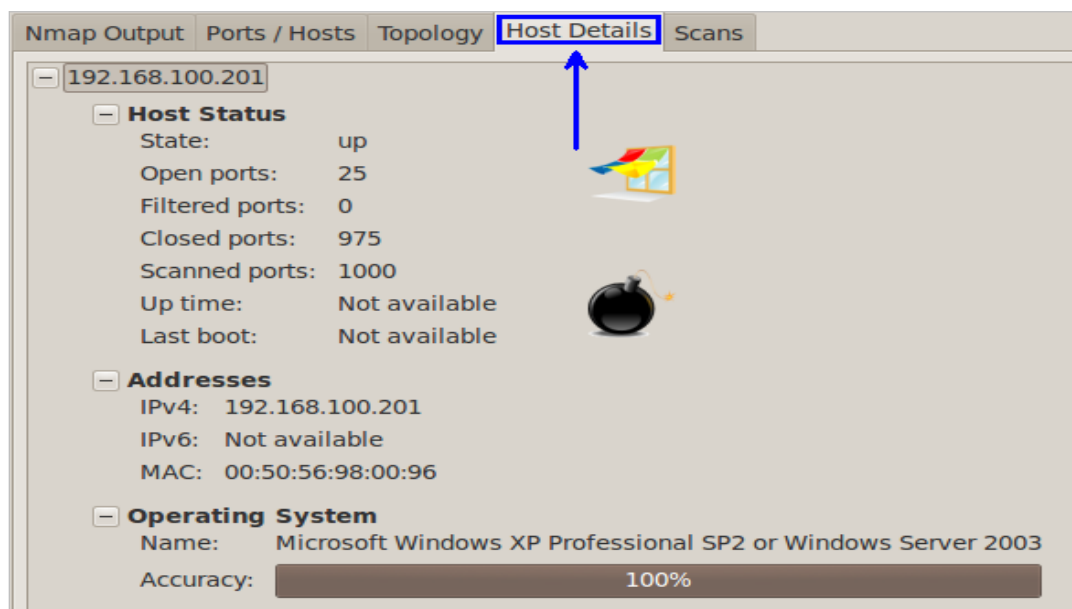 Nmap Output Ports / Hosts Topology Host Details Scans
192.168.100.201
Host Status
State: up
Open ports: 25
Filtered ports: 0
Closed ports: 975
Scanned ports: 1000
Up time: Not available
Last boot: Not available
Addresses
IPv4: 192.168.100.201
IPv6: Not available
MAC: 00:50:56:98:00:96
Operating System
Name: Microsoft Windows XP Professional SP2 or Windows Server 2003
Accuracy: 100%